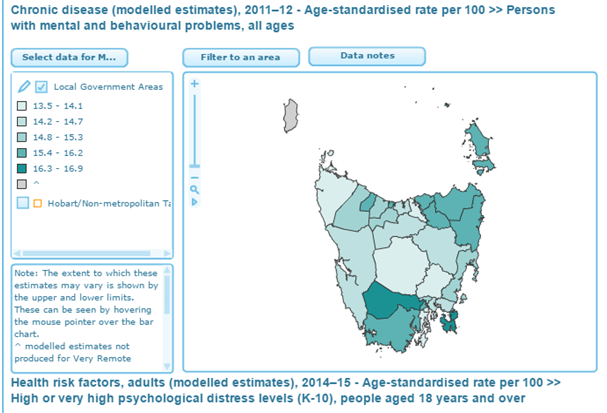 Chronic disease (modelled estimates), 2011–12 - Age-standardised rate per 100 >> Persons
with mental and behavioural problems, all ages
Select data for M...
Filter to an area
Data notes
Local Government Areas
13.5 - 14.1
14.2 - 14.7
14.8 - 15.3
15.4 - 16.2
16.3 - 16.9
^
Hobart/Non-metropolitan Ta
Note: The extent to which these
estimates may vary is shown by
the upper and lower limits.
These can be seen by hovering
the mouse pointer over the bar
chart.
^ modelled estimates not
produced for Very Remote
Health risk factors, adults (modelled estimates), 2014–15 - Age-standardised rate per 100 >>
High or very high psychological distress levels (K-10), people aged 18 years and over